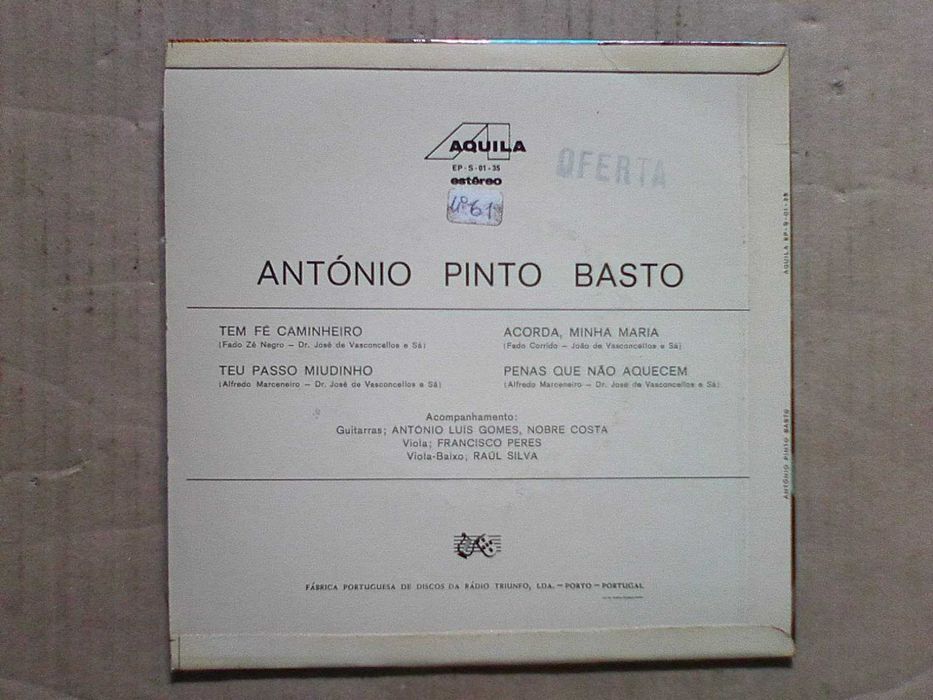 AQUILA
EP-S-01-35
estéreo
Nº 61
OFERTA
ANTÓNIO PINTO BASTO
TEM FÉ CAMINHEIRO
(Fado Zé Negro — Dr. José de Vasconcellos e Sá)
TEU PASSO MIUDINHO
(Alfredo Marceneiro — Dr. José de Vasconcellos e Sá)
ACORDA, MINHA MARIA
(Fado Corrido — João de Vasconcellos e Sá)
PENAS QUE NÃO AQUECEM
(Alfredo Marceneiro — Dr. José de Vasconcellos e Sá)
Acompanhamento:
Guitarras; ANTÓNIO LUÍS GOMES, NOBRE COSTA
Viola; FRANCISCO PERES
Viola-Baixo; RAÚL SILVA
FÁBRICA PORTUGUESA DE DISCOS DA RÁDIO TRIUNFO, LDA. — PORTO — PORTUGAL
AQUILA EP-S-01-35
ANTÓNIO PINTO BASTO